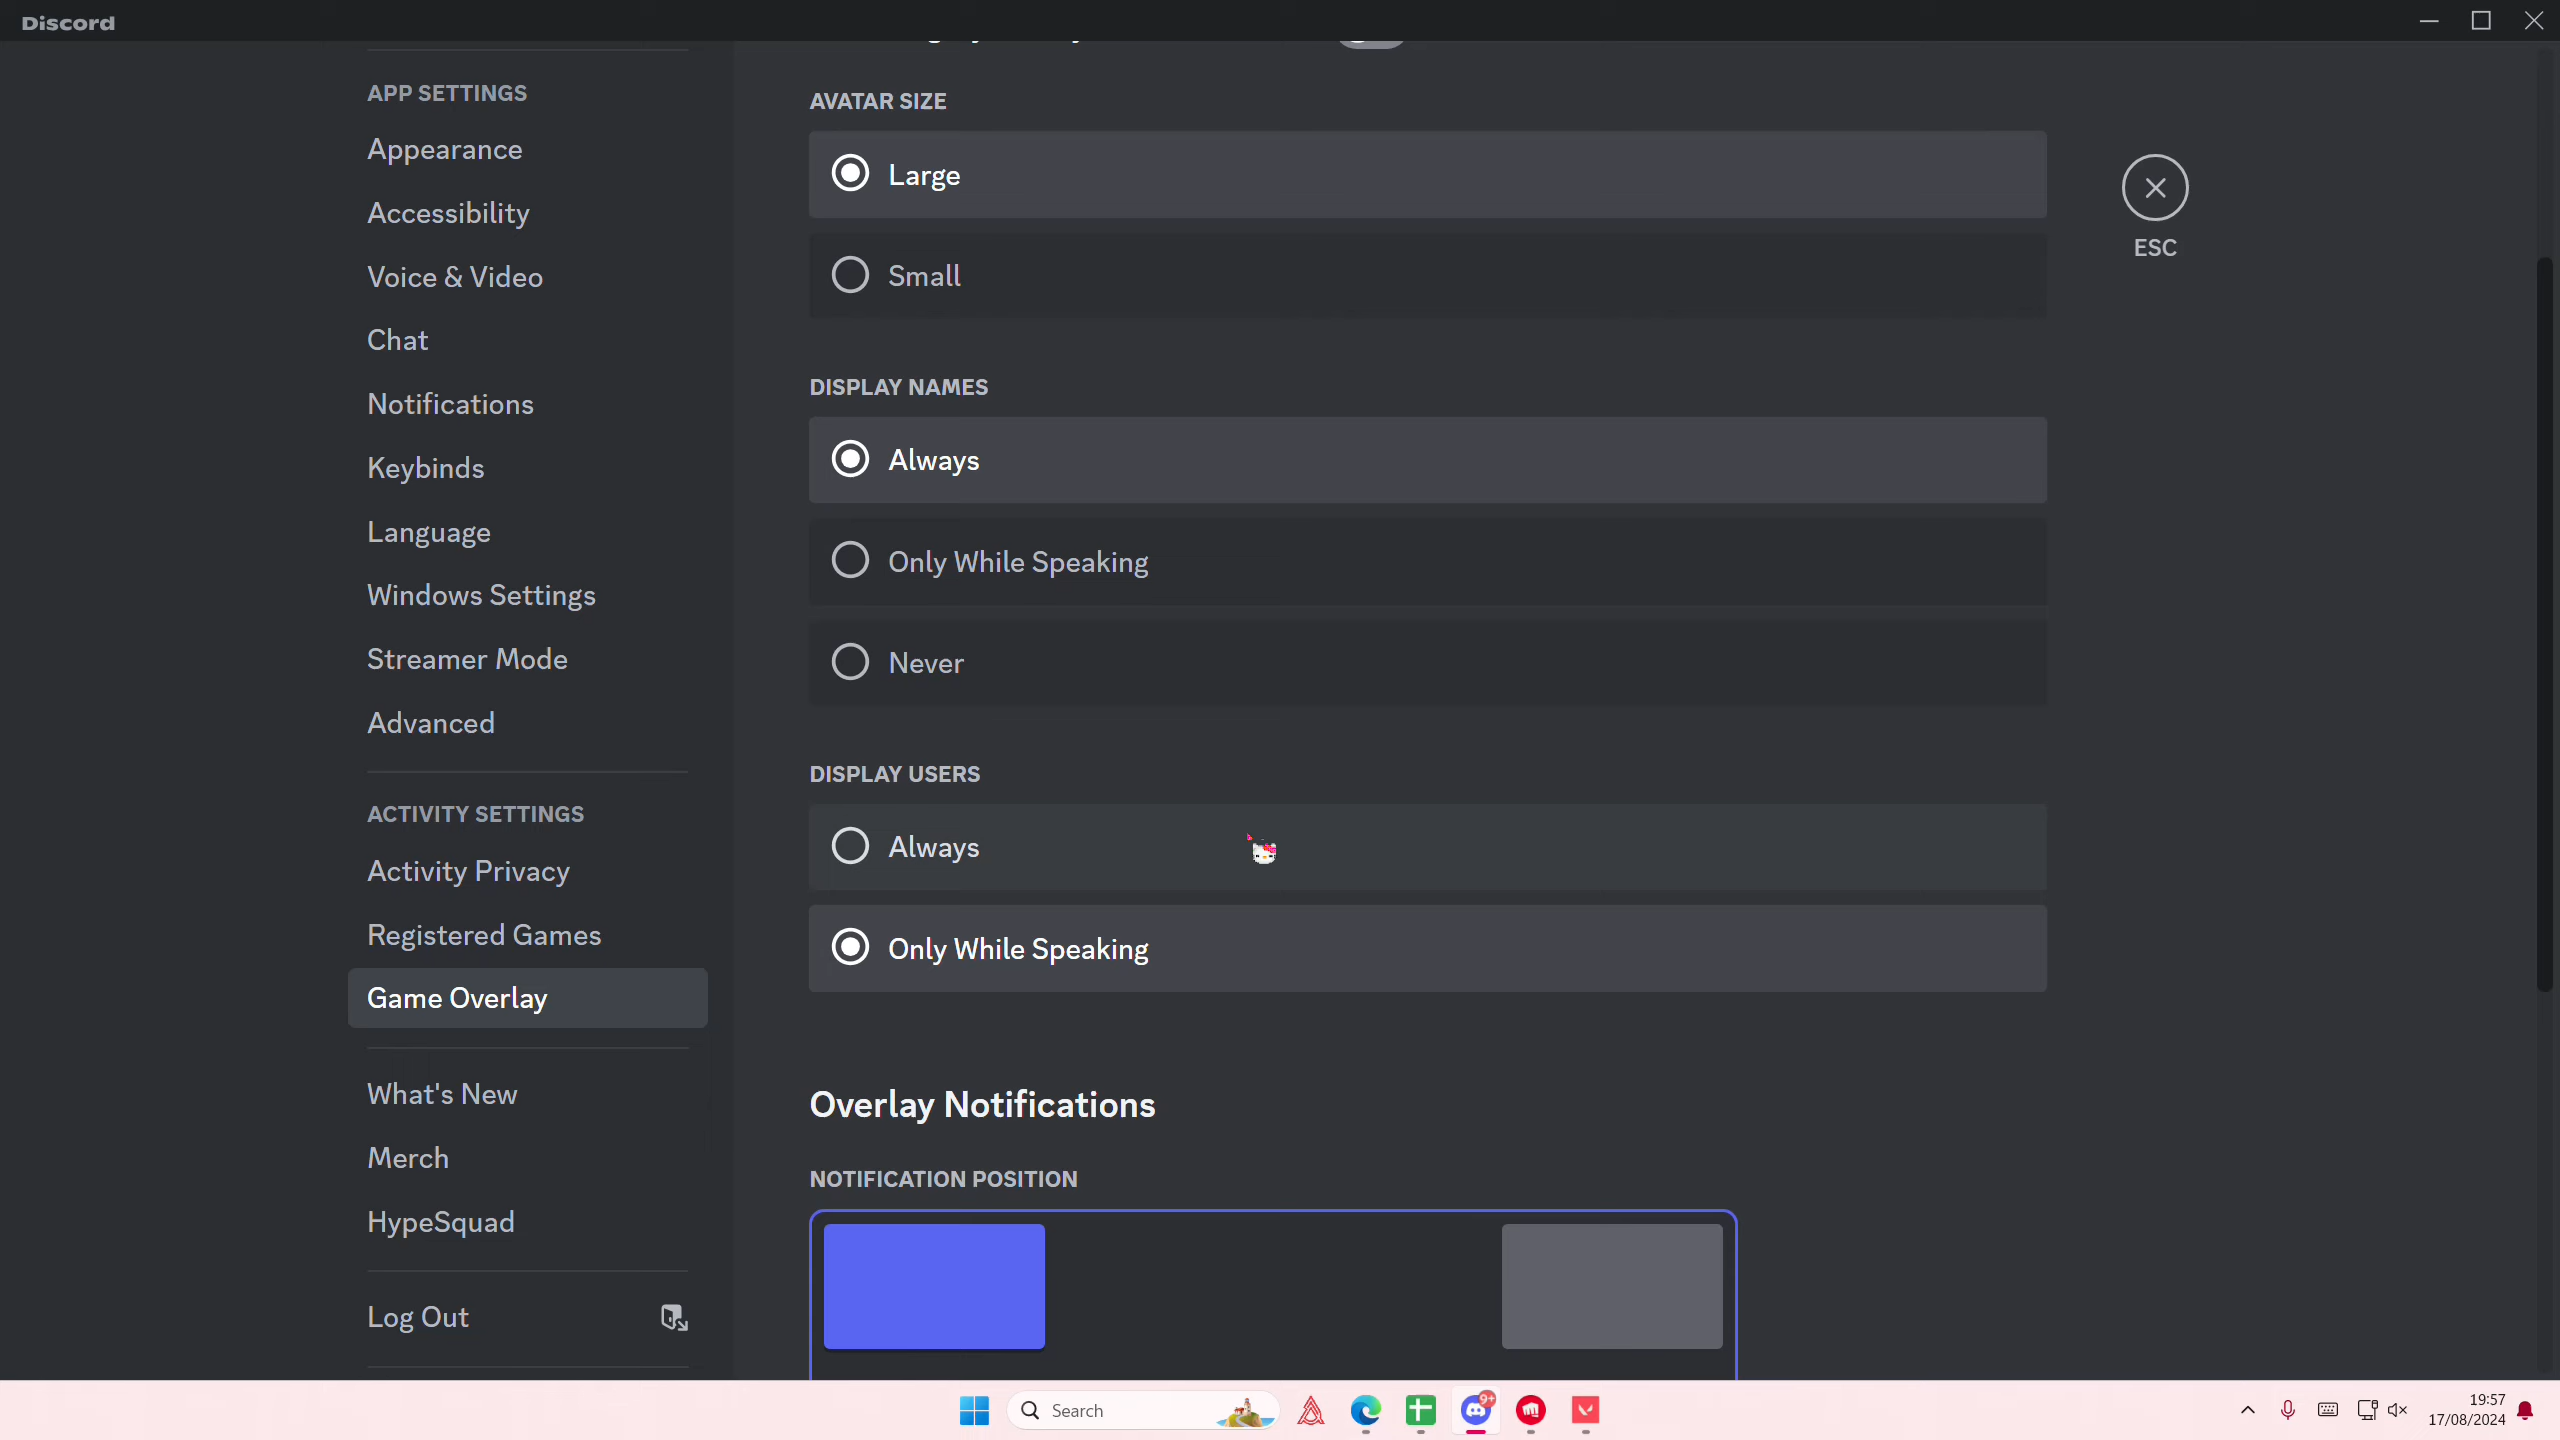 Discord
APP SETTINGS
Appearance
Accessibility
Voice & Video
Chat
Notifications
Keybinds
Language
Windows Settings
Streamer Mode
Advanced
ACTIVITY SETTINGS
Activity Privacy
Registered Games
Game Overlay
What's New
Merch
HypeSquad
Log Out
AVATAR SIZE
Large
Small
DISPLAY NAMES
Always
Only While Speaking
Never
DISPLAY USERS
Always
Only While Speaking
Overlay Notifications
NOTIFICATION POSITION
ESC
Search
9+
19:57
17/08/2024